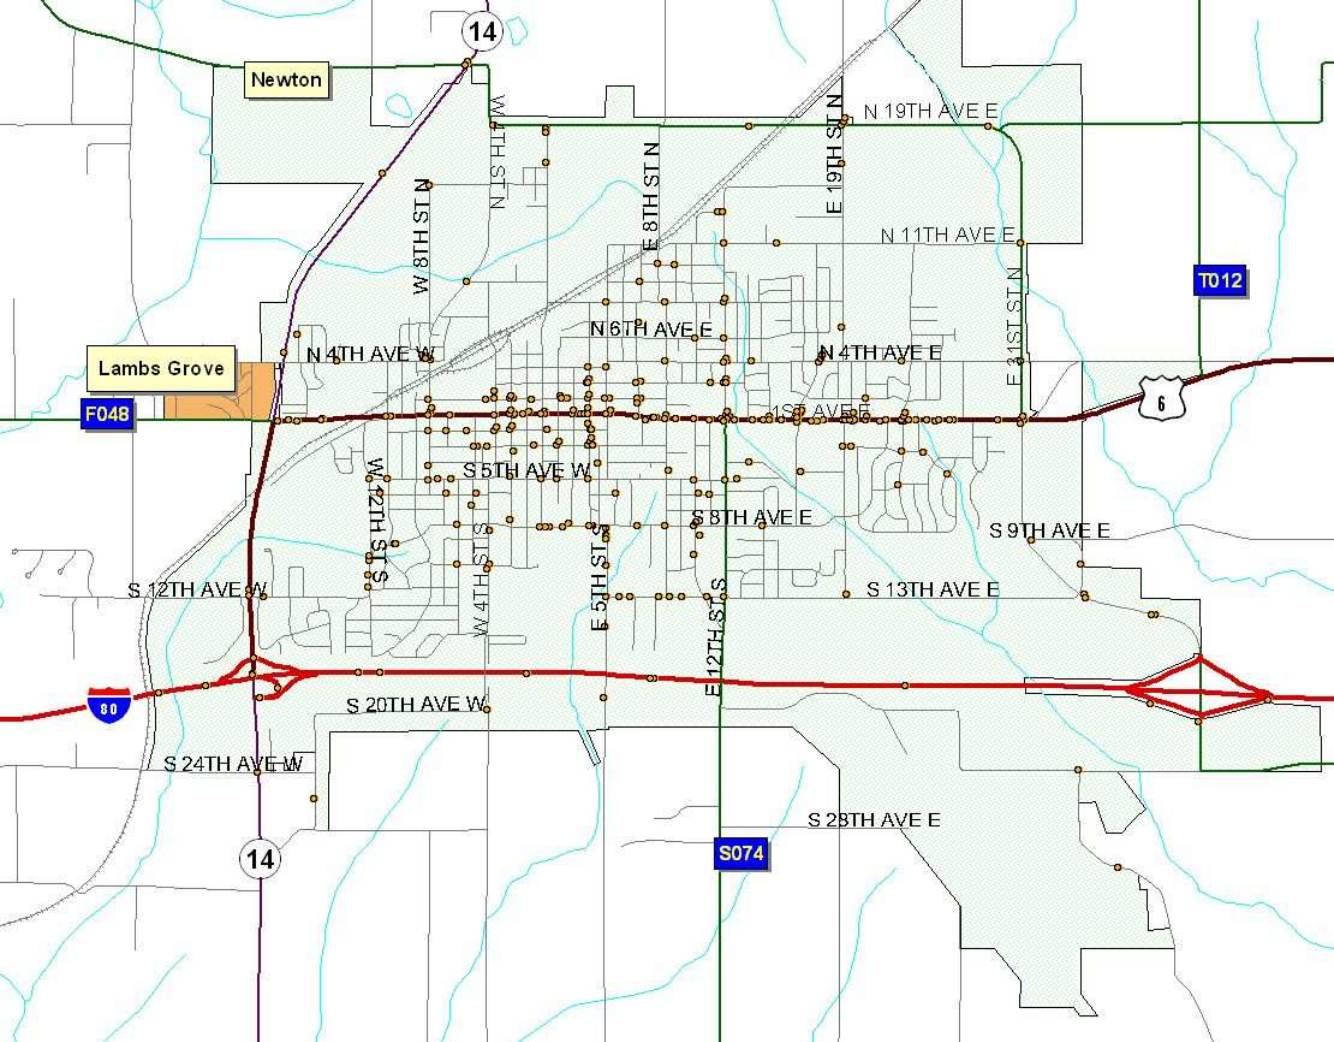 14
Newton
W 4TH ST N
E 19TH ST N
N 19TH AVE E
E 8TH ST N
W 8TH ST N
N 11TH AVE E
T012
E 31ST ST N
N 6TH AVE E
N 4TH AVE W
N 4TH AVE E
Lambs Grove
F048
6
1ST AVE E
S 5TH AVE W
W 12TH ST S
S 8TH AVE E
S 9TH AVE E
W 4TH ST S
E 5TH ST S
S 12TH AVE W
S 13TH AVE E
E 12TH ST S
80
S 20TH AVE W
S 24TH AVE W
S 28TH AVE E
S074
14